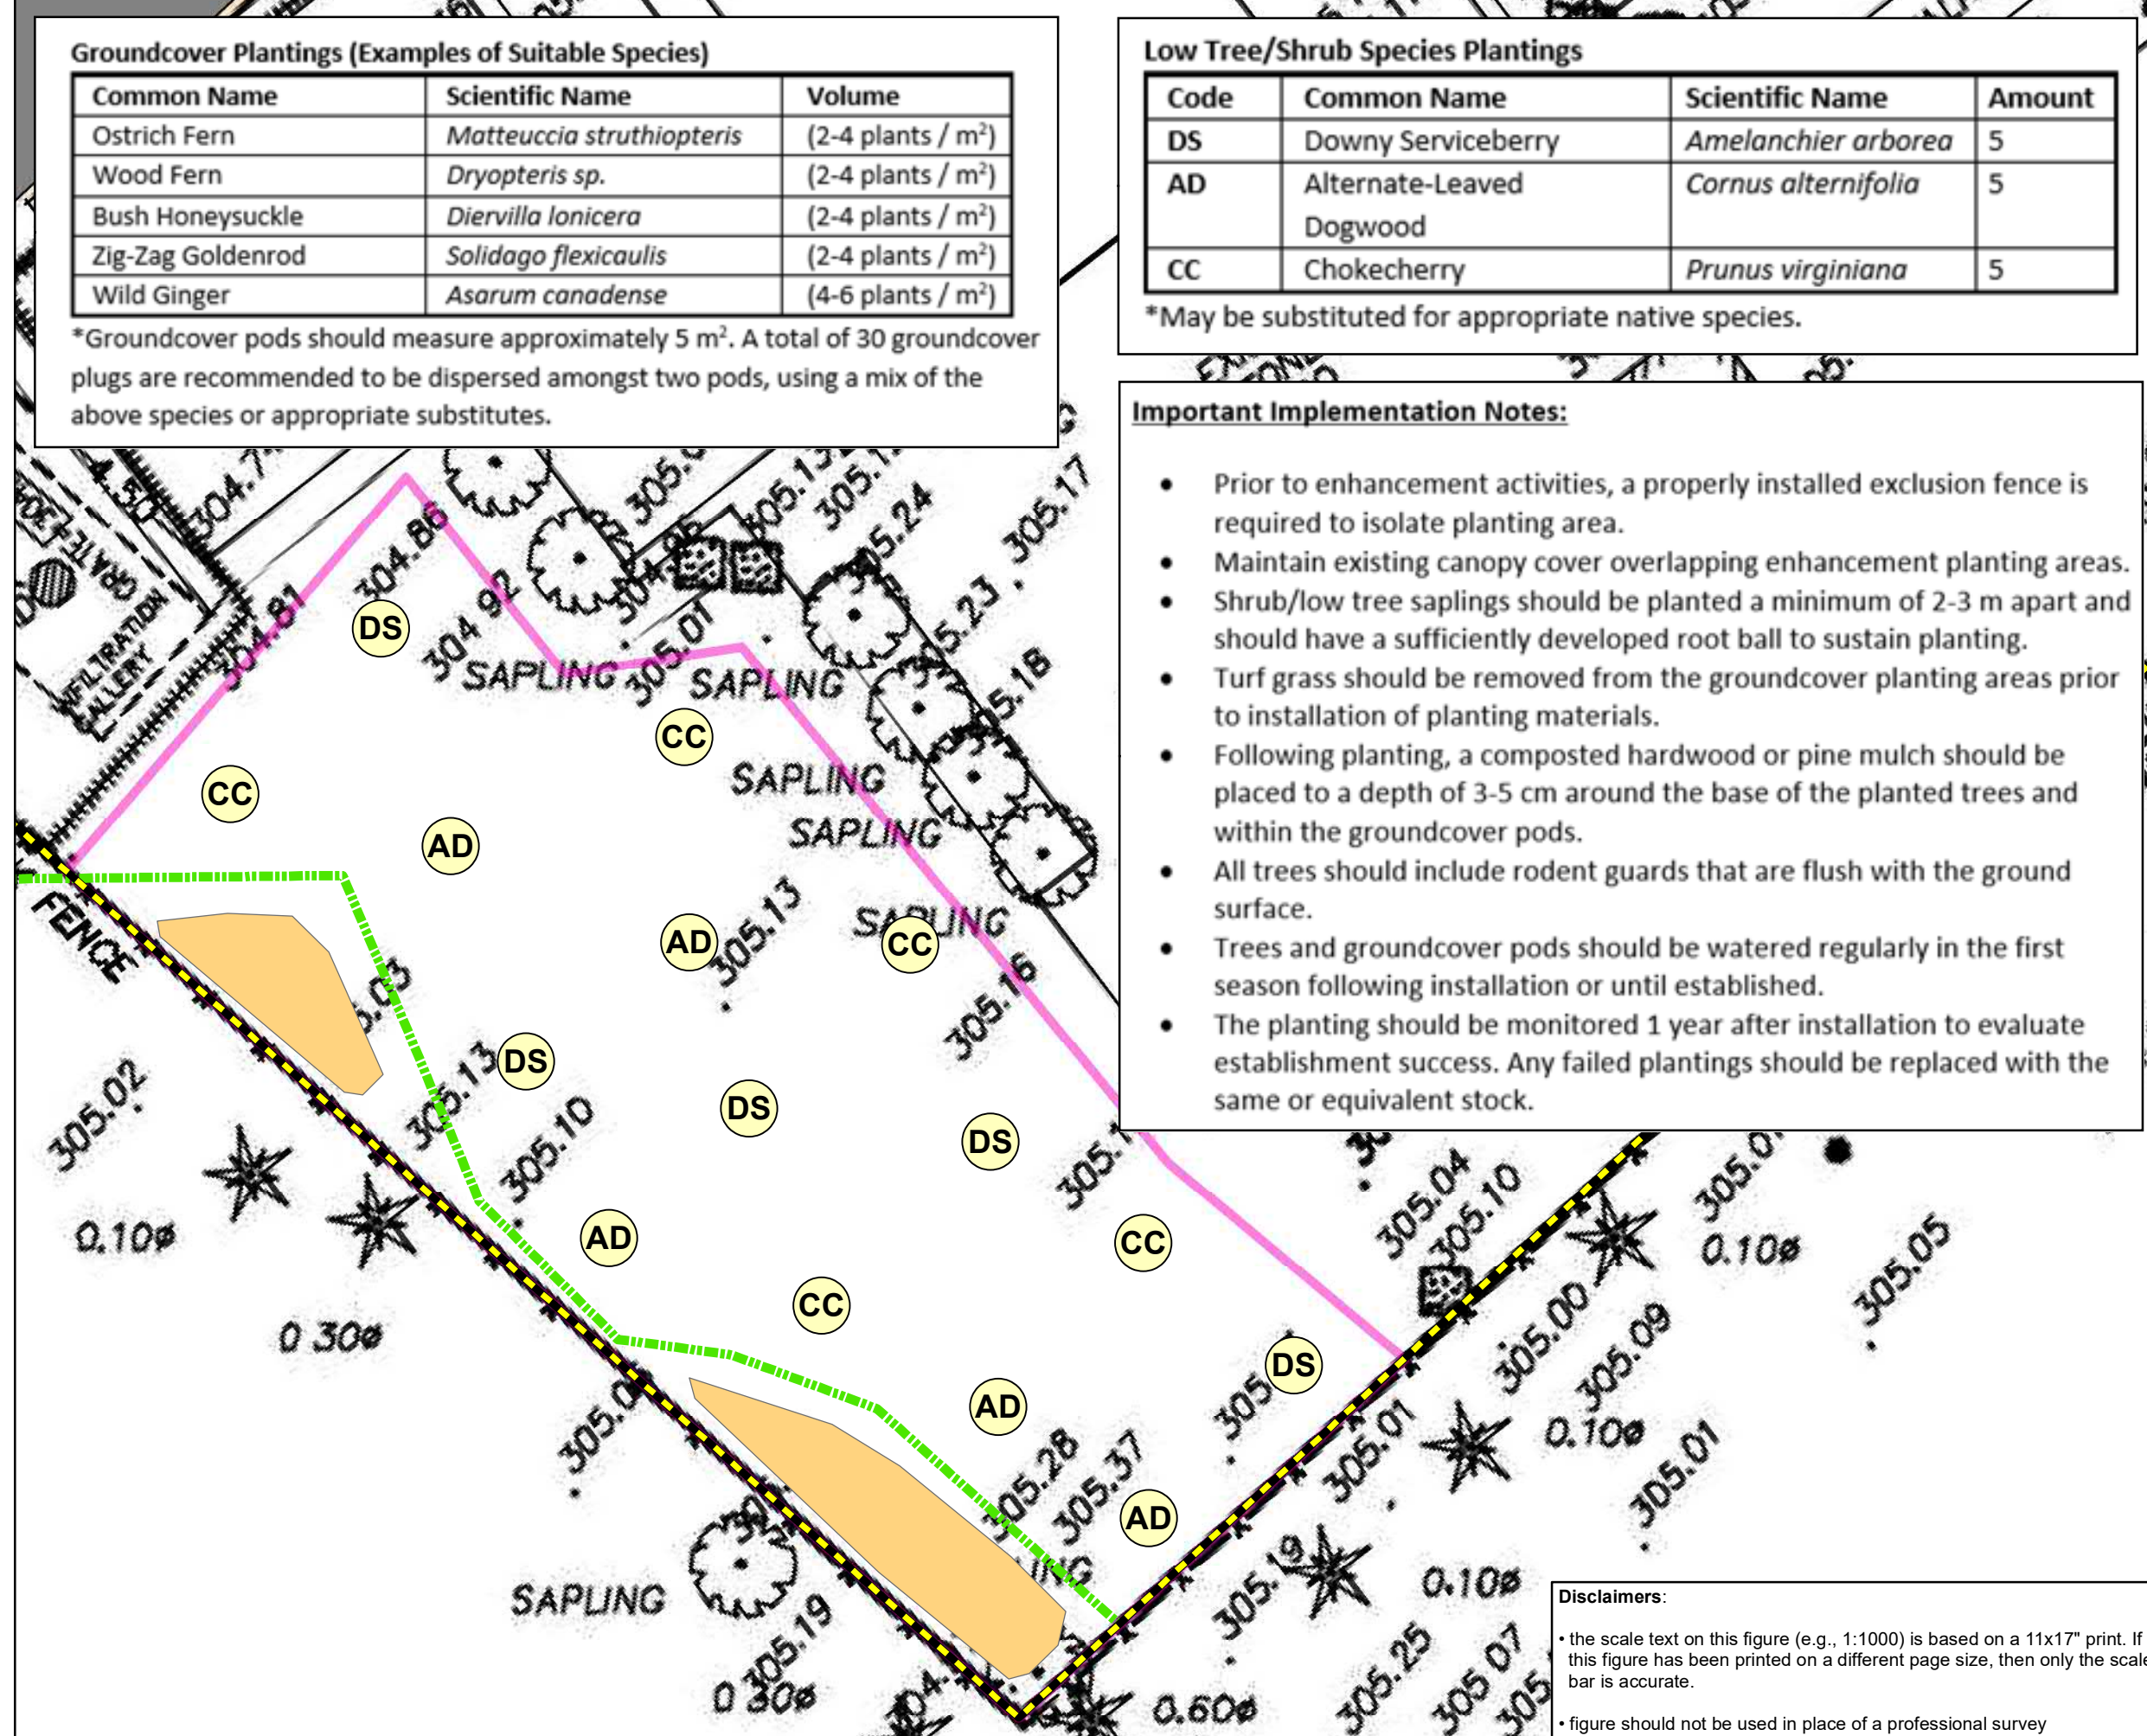 Groundcover Plantings (Examples of Suitable Species)
Common Name Scientific Name Volume
Ostrich Fern Matteuccia struthiopteris (2-4 plants / m²)
Wood Fern Dryopteris sp. (2-4 plants / m²)
Bush Honeysuckle Diervilla lonicera (2-4 plants / m²)
Zig-Zag Goldenrod Solidago flexicaulis (2-4 plants / m²)
Wild Ginger Asarum canadense (4-6 plants / m²)
*Groundcover pods should measure approximately 5 m². A total of 30 groundcover
plugs are recommended to be dispersed amongst two pods, using a mix of the
above species or appropriate substitutes.
Low Tree/Shrub Species Plantings
Code Common Name Scientific Name Amount
DS Downy Serviceberry Amelanchier arborea 5
AD Alternate-Leaved Cornus alternifolia 5
Dogwood
CC Chokecherry Prunus virginiana 5
*May be substituted for appropriate native species.
Important Implementation Notes:
• Prior to enhancement activities, a properly installed exclusion fence is
required to isolate planting area.
• Maintain existing canopy cover overlapping enhancement planting areas.
• Shrub/low tree saplings should be planted a minimum of 2-3 m apart and
should have a sufficiently developed root ball to sustain planting.
• Turf grass should be removed from the groundcover planting areas prior
to installation of planting materials.
• Following planting, a composted hardwood or pine mulch should be
placed to a depth of 3-5 cm around the base of the planted trees and
within the groundcover pods.
• All trees should include rodent guards that are flush with the ground
surface.
• Trees and groundcover pods should be watered regularly in the first
season following installation or until established.
• The planting should be monitored 1 year after installation to evaluate
establishment success. Any failed plantings should be replaced with the
same or equivalent stock.
305.17
305.24
304.86
DS
304 92
305.01
SAPLING
SAPLING
305.18
CC
SAPLING
CC
SAPLING
AD
FENCE
305.13
SAPLING
AD
CC
305.16
305.13
DS
305.02
305.10
DS
DS
305.04
305.10
0.10ø
AD
CC
0.10ø
305.05
0 30ø
CC
305.00
305.09
DS
AD
305.01
0.10ø
305.01
305.28
305.37
AD
SAPLING
305.19
305.19
0.10ø
0 30ø
0.60ø
305.25
305 07
Disclaimers:
• the scale text on this figure (e.g., 1:1000) is based on a 11x17" print. If
this figure has been printed on a different page size, then only the scale
bar is accurate.
• figure should not be used in place of a professional survey